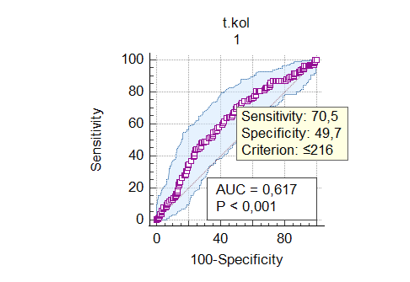 t.kol
1
100
80
60
40
20
0
Sensitivity
Sensitivity: 70,5
Specificity: 49,7
Criterion: ≤216
AUC = 0,617
P < 0,001
0 40 80
100-Specificity